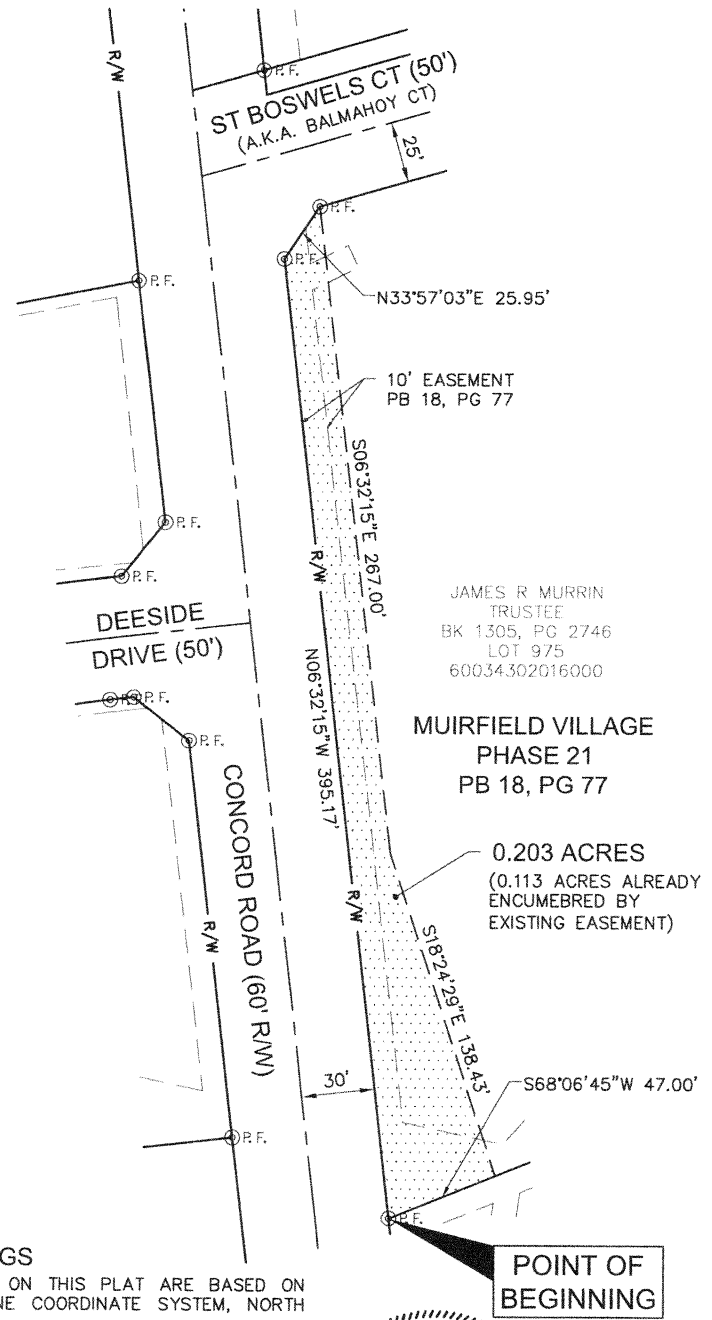 R/W
P.F.
ST BOSWELS CT (50')
(A.K.A. BALMAHOY CT)
25'
P.F.
P.F.
P.F.
N33°57'03"E 25.95'
10' EASEMENT
PB 18, PG 77
S06°32'15"E 267.00'
R/W
N06°32'15"W 395.17'
P.F.
P.F.
DEESIDE
DRIVE (50')
JAMES R MURRIN
TRUSTEE
BK 1305, PG 2746
LOT 975
60034302016000
P.F.
P.F.
P.F.
MUIRFIELD VILLAGE
PHASE 21
PB 18, PG 77
CONCORD ROAD (60' R/W)
0.203 ACRES
(0.113 ACRES ALREADY
ENCUMEBRED BY
EXISTING EASEMENT)
R/W
R/W
S18°24'29"E 138.43'
30'
S68°06'45"W 47.00'
P.F.
P.F.
POINT OF
BEGINNING
GS
ON THIS PLAT ARE BASED ON
NE COORDINATE SYSTEM, NORTH